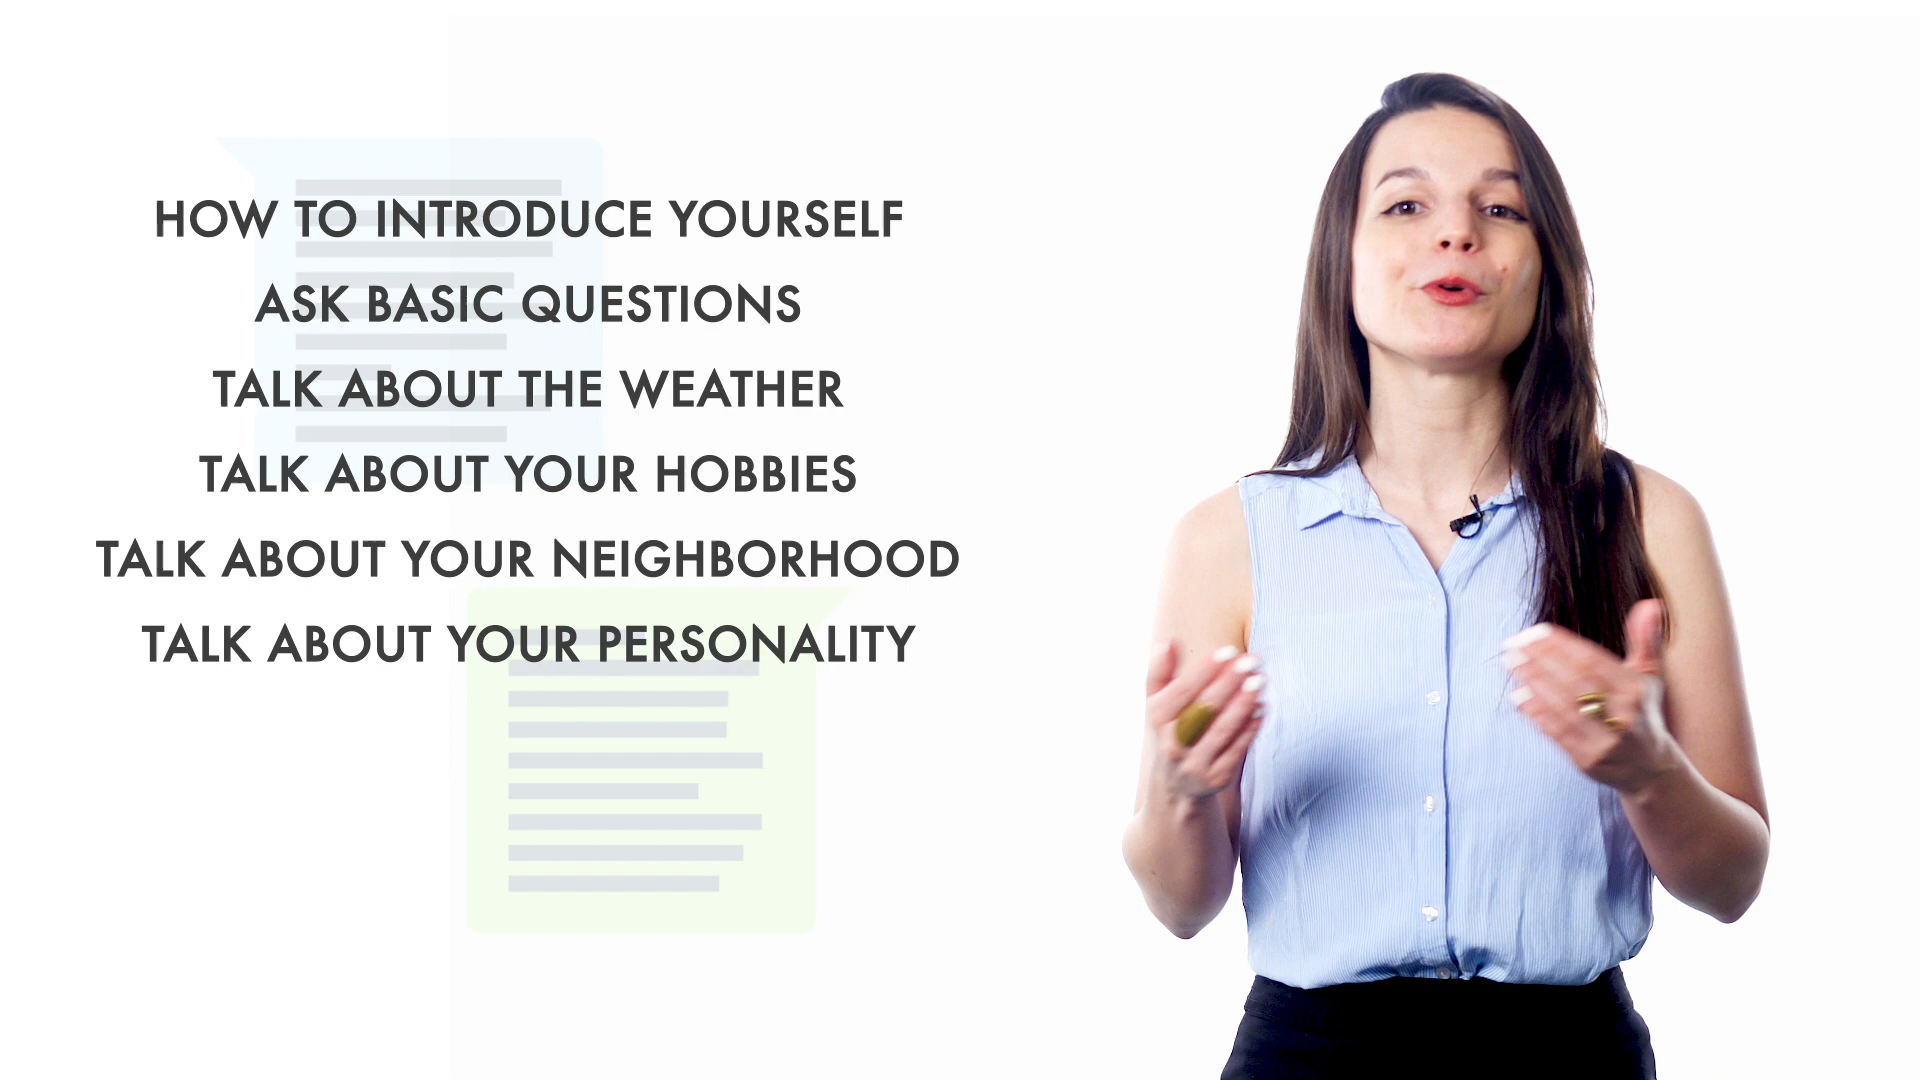 HOW TO INTRODUCE YOURSELF
ASK BASIC QUESTIONS
TALK ABOUT THE WEATHER
TALK ABOUT YOUR HOBBIES
TALK ABOUT YOUR NEIGHBORHOOD
TALK ABOUT YOUR PERSONALITY